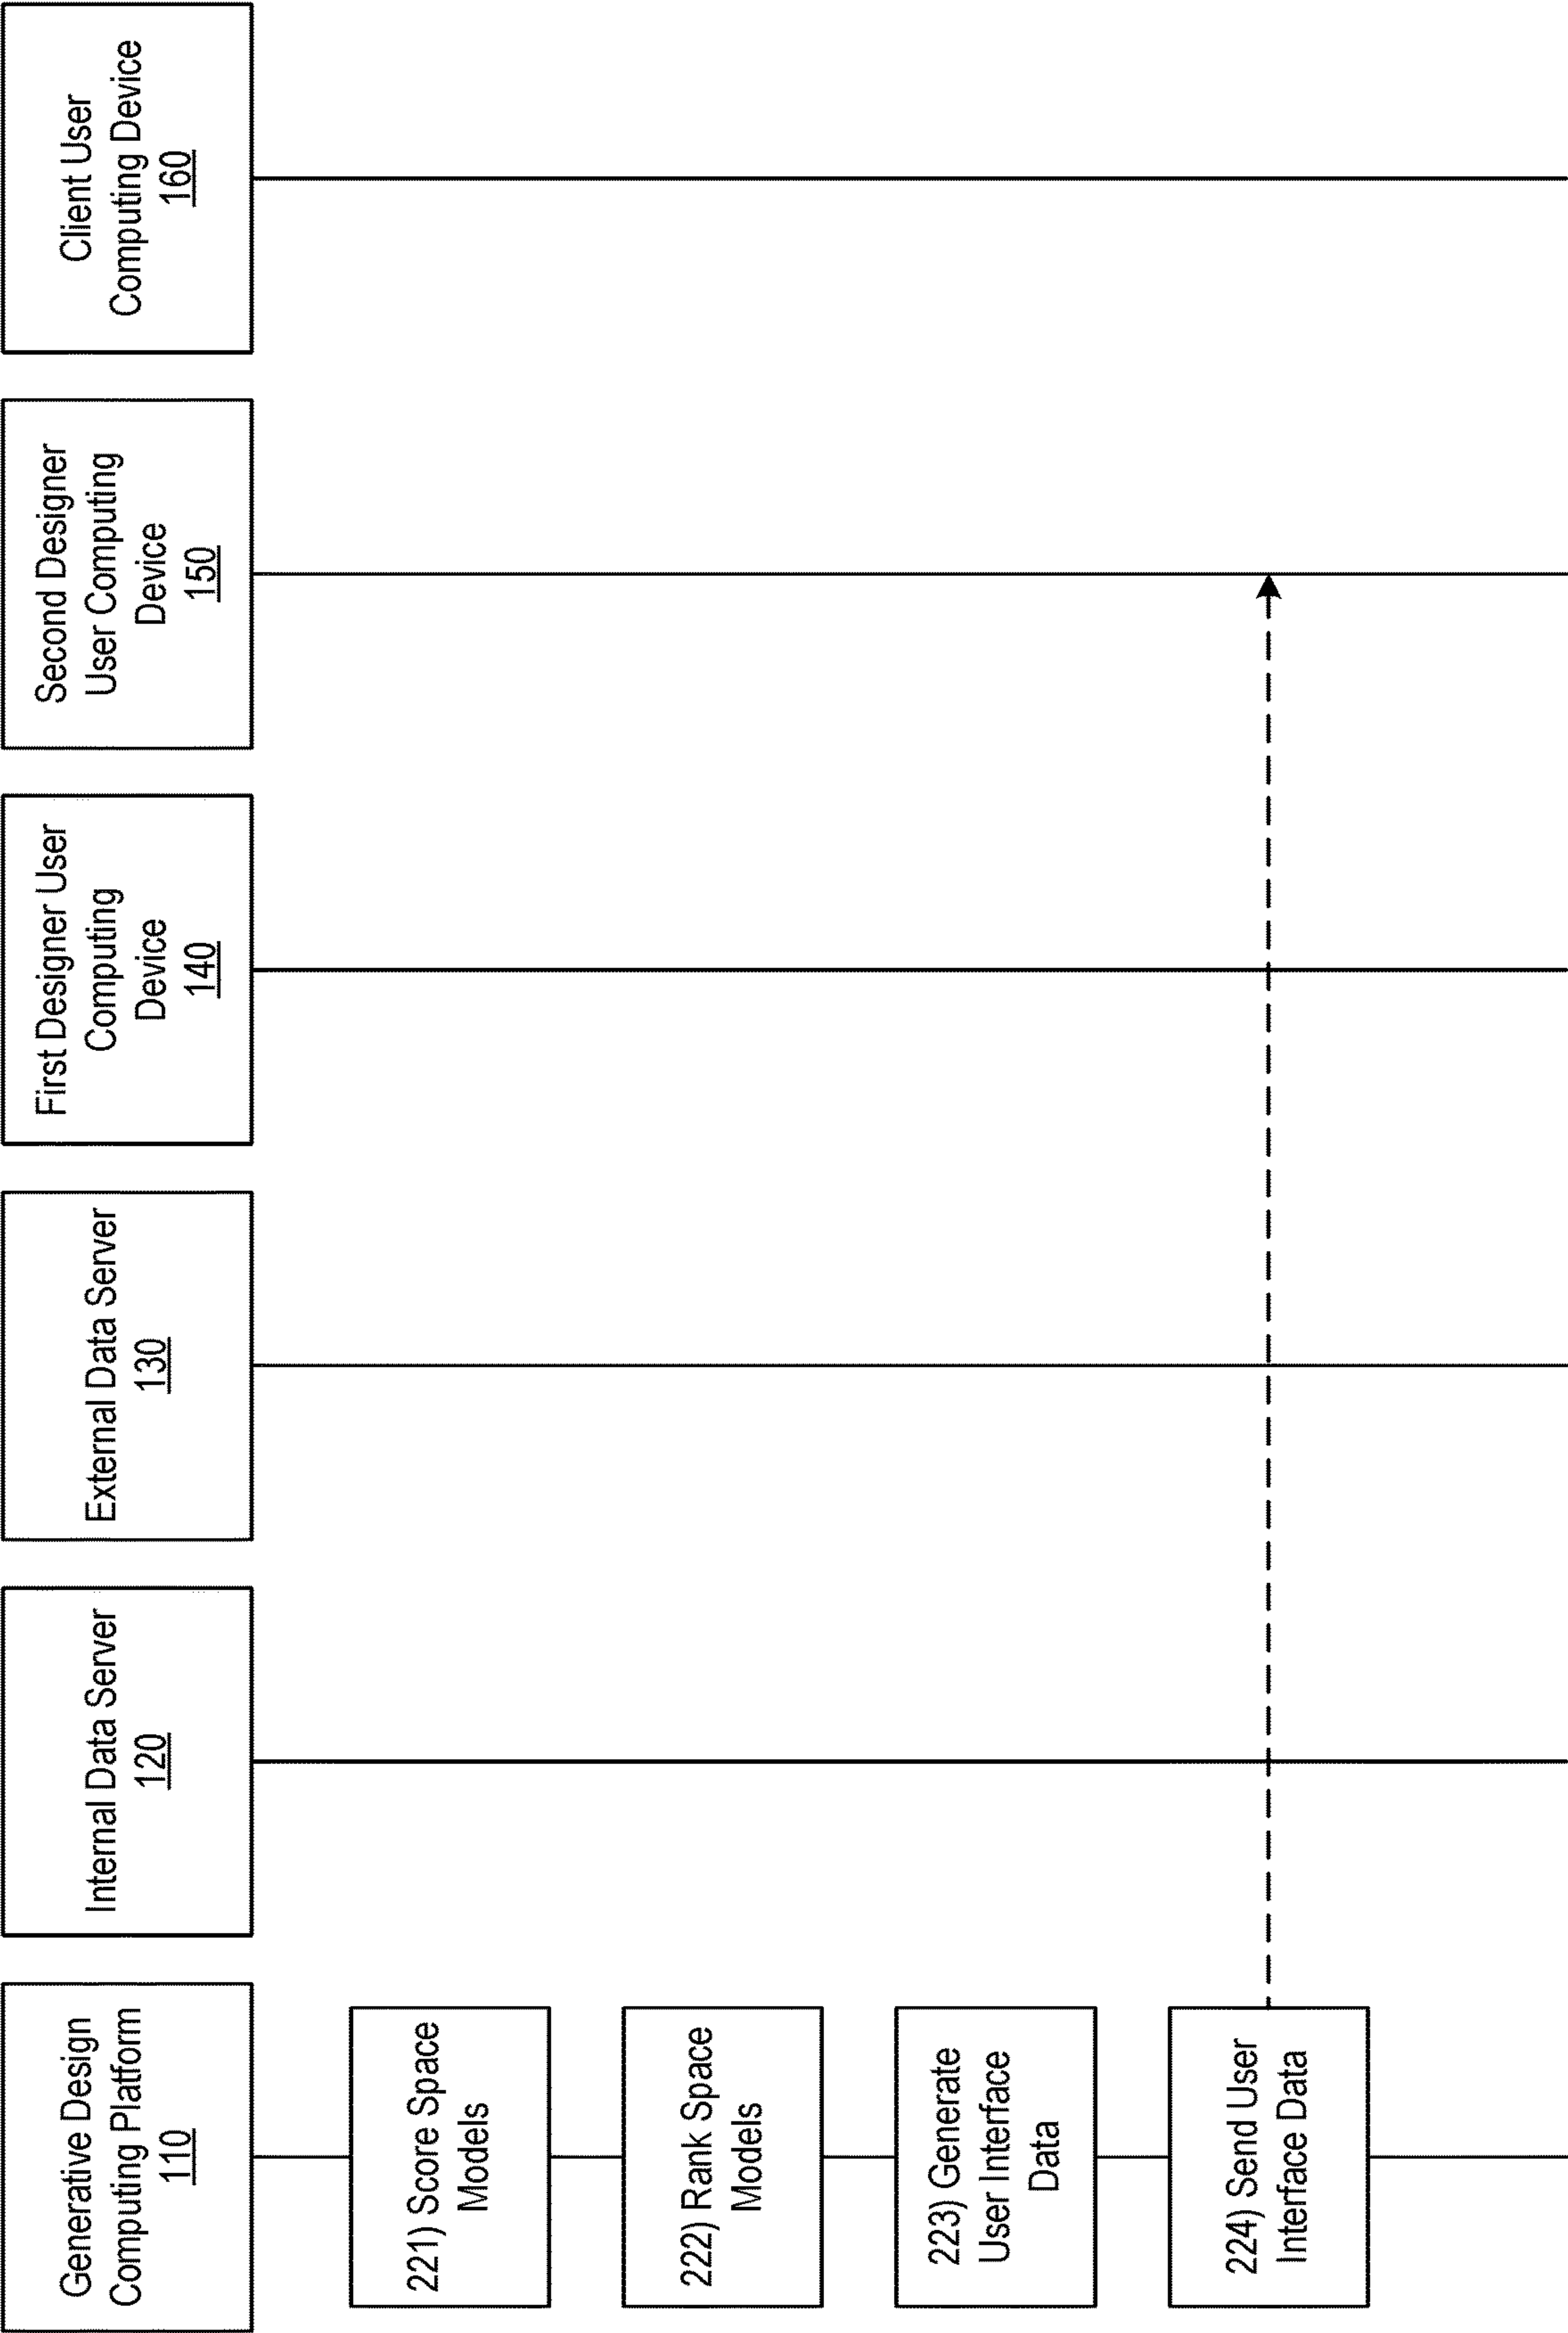 Generative Design
Computing Platform
110
Internal Data Server
120
External Data Server
130
First Designer User
Computing
Device
140
Second Designer
User Computing
Device
150
Client User
Computing Device
160
221) Score Space
Models
222) Rank Space
Models
223) Generate
User Interface
Data
224) Send User
Interface Data